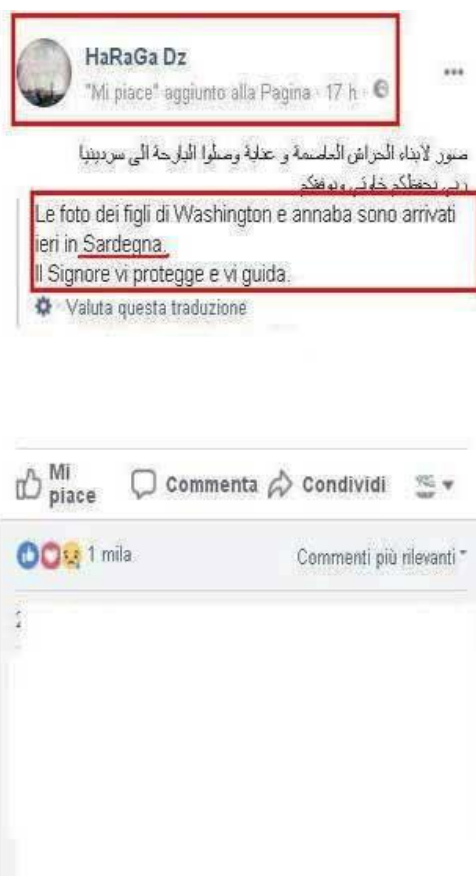 HaRaGa Dz
"Mi piace" aggiunto alla Pagina · 17 h ·
صور لابناء الحراش العاصمة و عنابة وصلوا البارحة الى سردينيا
ربي يحفظكم خاوتي ويوفقكم
Le foto dei figli di Washington e annaba sono arrivati
ieri in Sardegna.
Il Signore vi protegge e vi guida.
Valuta questa traduzione
Mi piace Commenta Condividi
1 mila Commenti più rilevanti